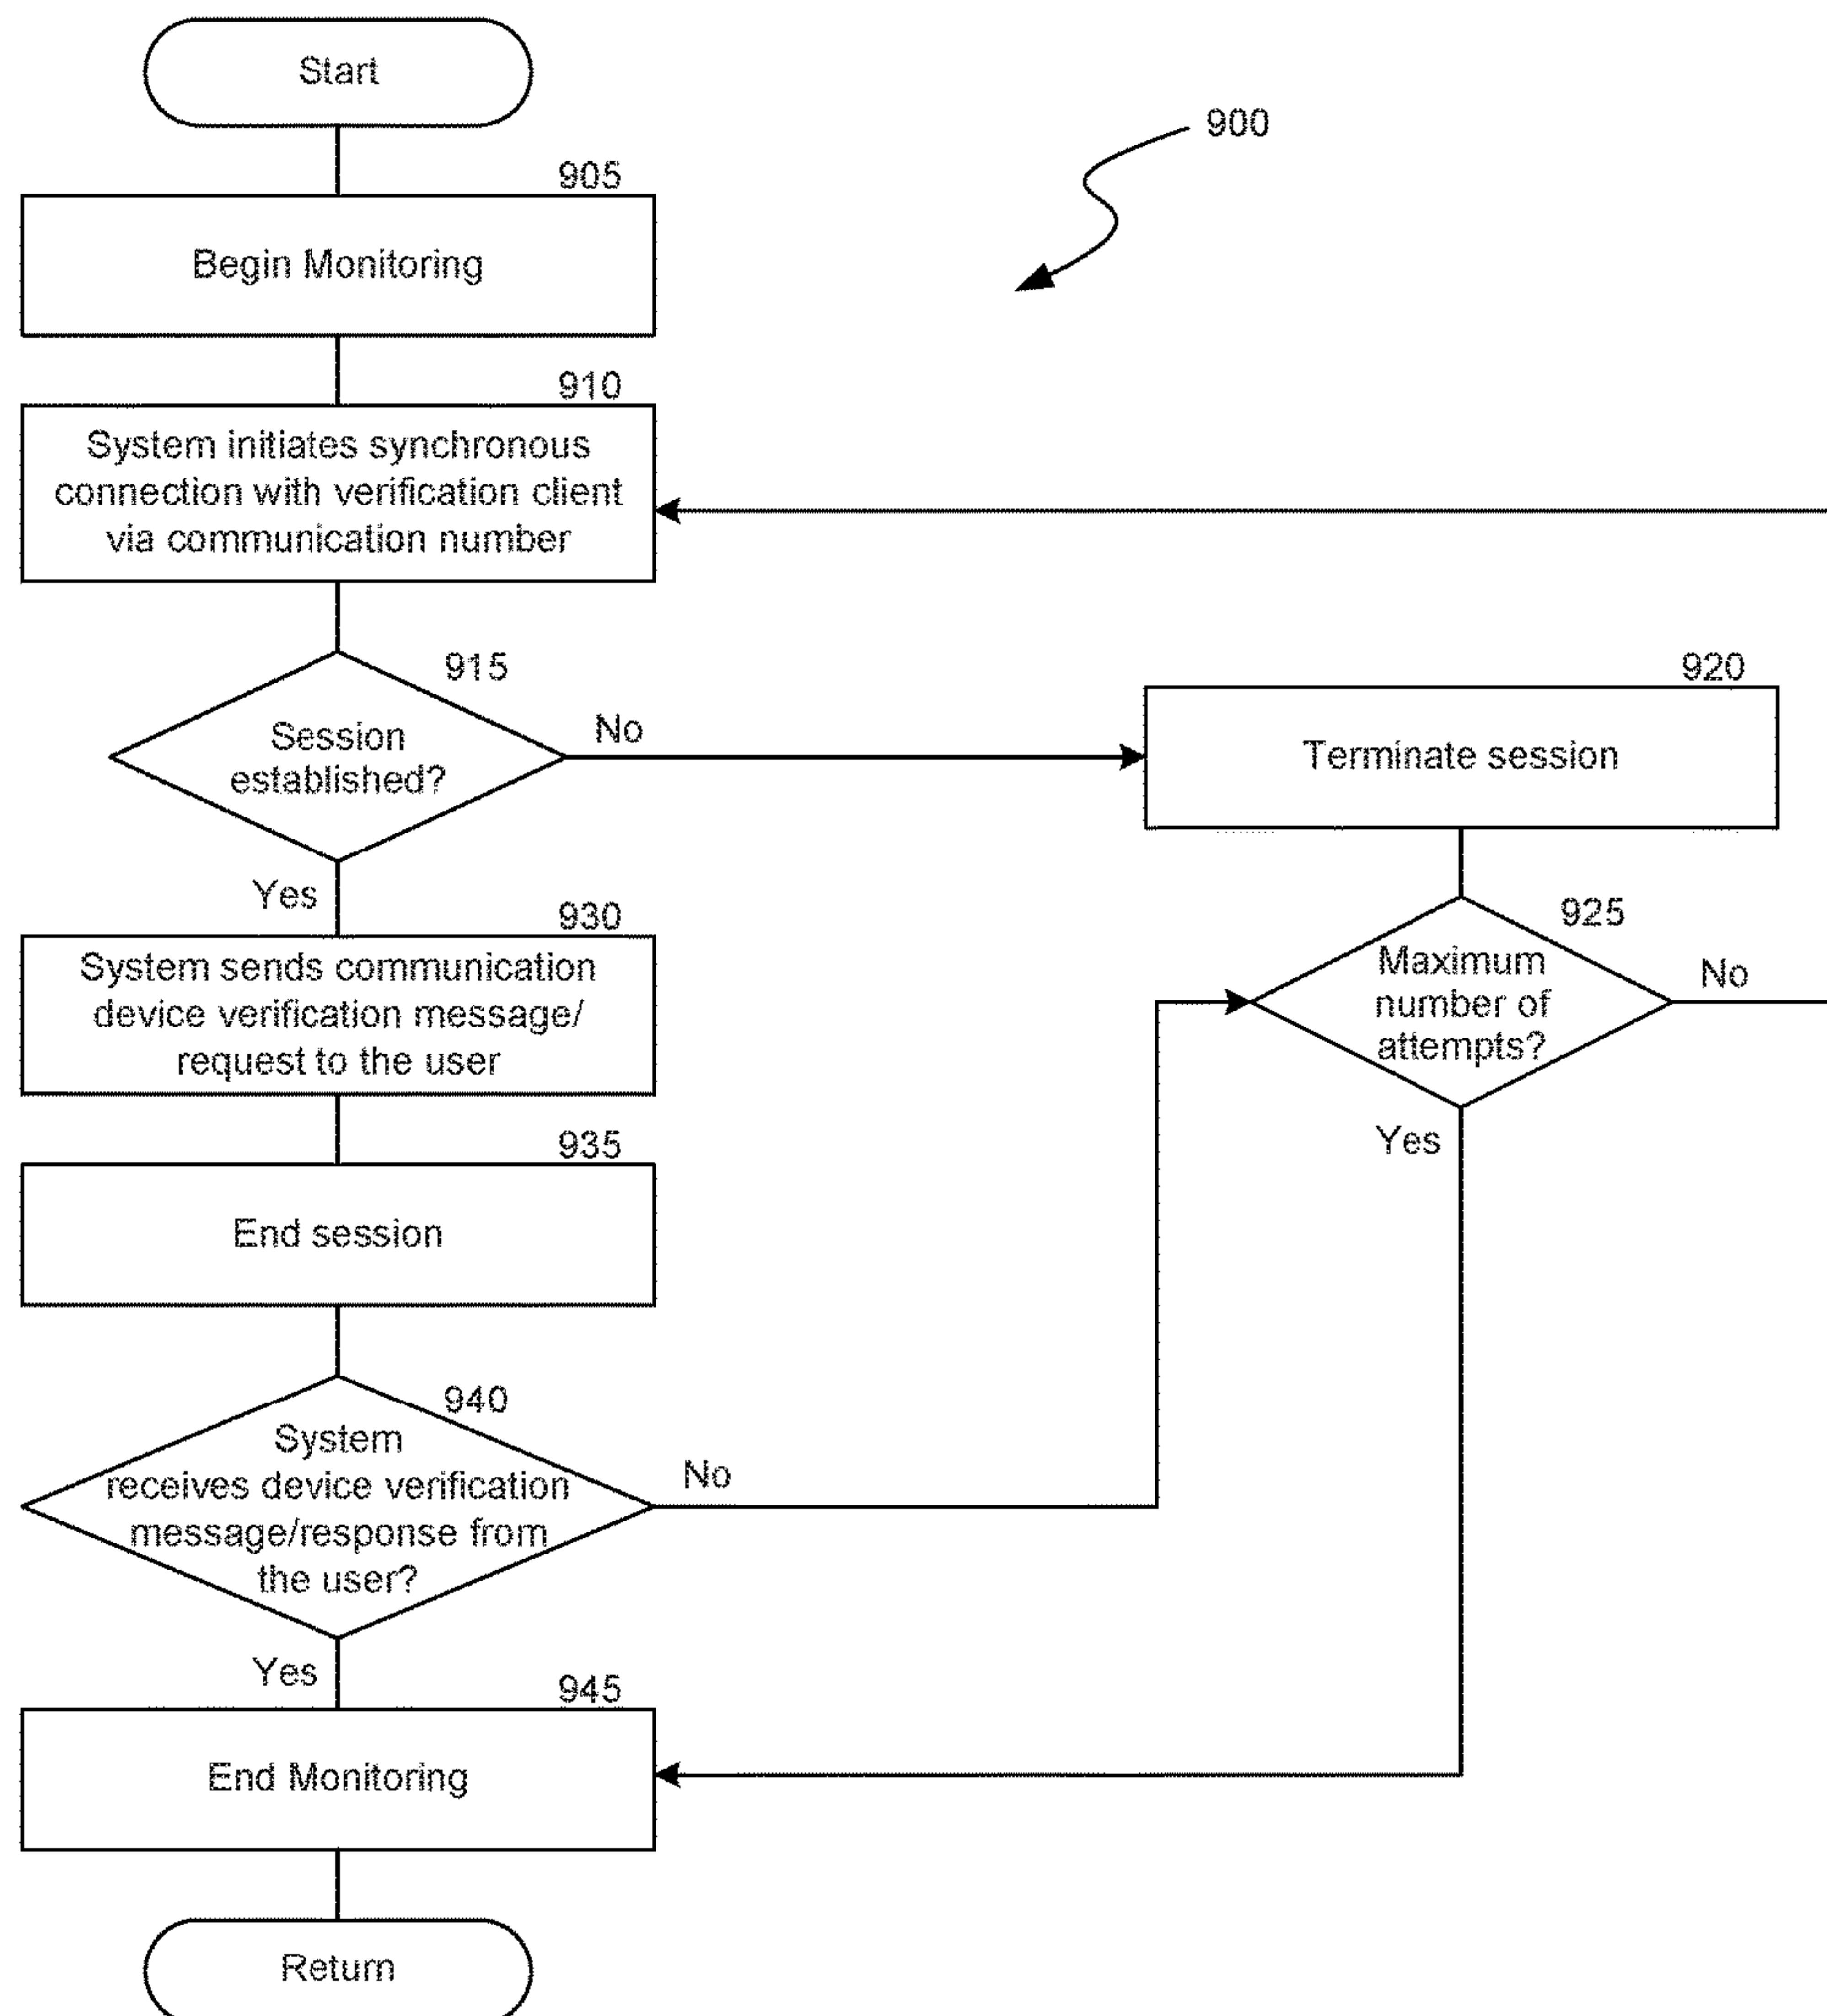 Start
900
905
Begin Monitoring
910
System initiates synchronous
connection with verification client
via communication number
915
Session
established?
No
920
Terminate session
Yes
925
Maximum
number of
attempts?
No
Yes
930
System sends communication
device verification message/
request to the user
935
End session
940
System
receives device verification
message/response from
the user?
No
Yes
945
End Monitoring
Return